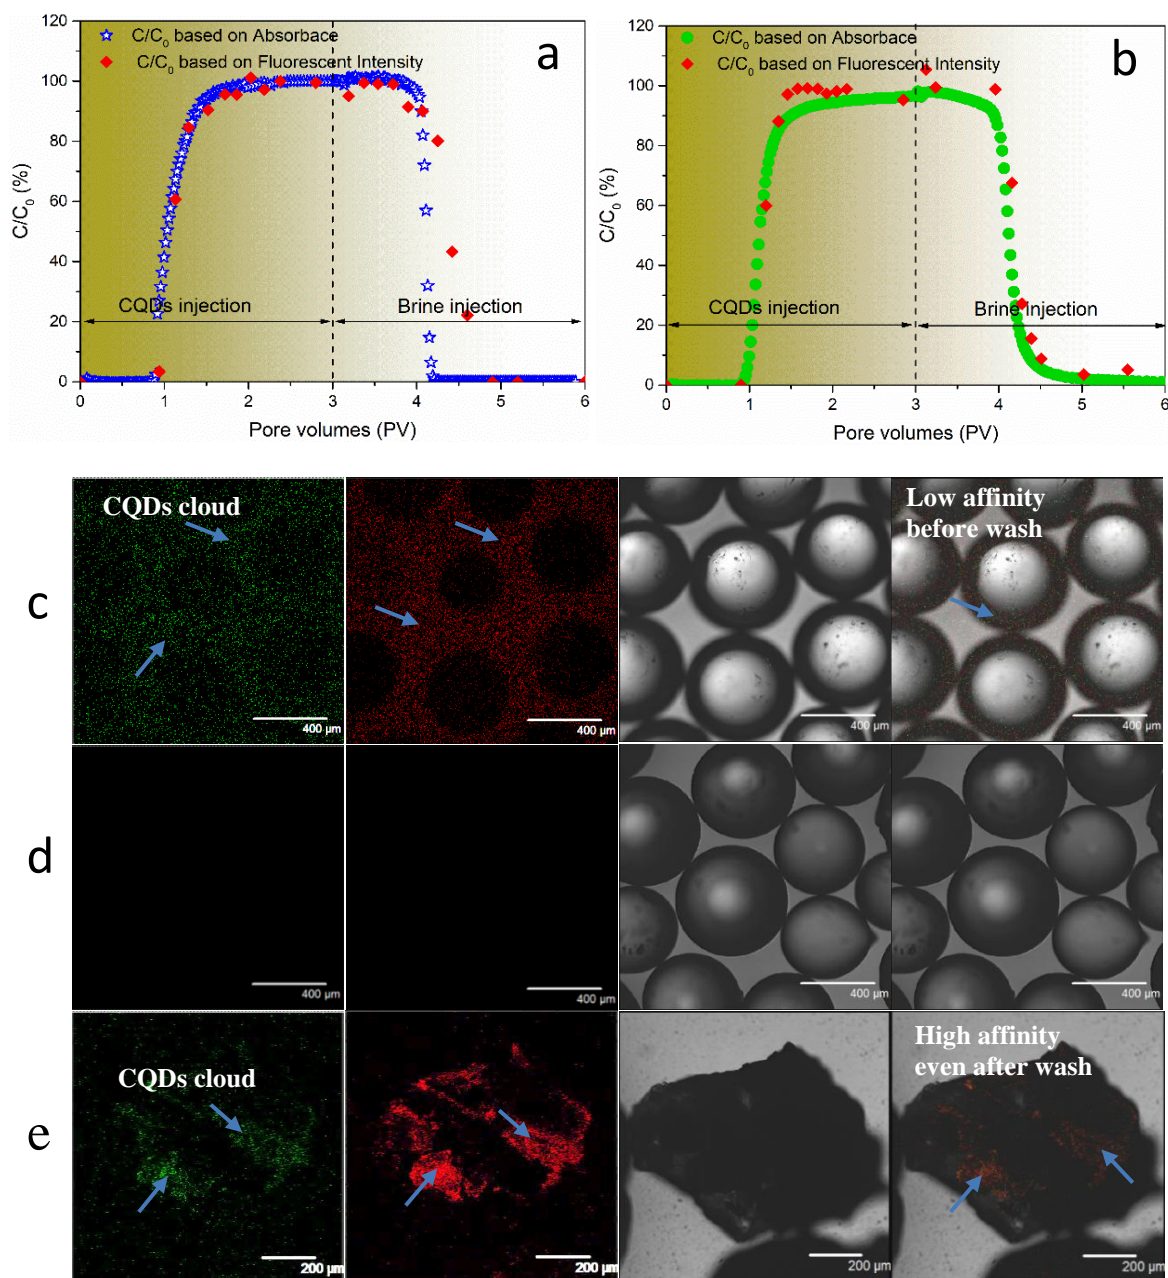 120
100
80
60
40
20
0
C/C0 (%)
C/C0 based on Absorbace
C/C0 based on Fluorescent Intensity
a
CQDs injection
Brine injection
0 1 2 3 4 5 6
Pore volumes (PV)
120
100
80
60
40
20
0
C/C0 (%)
C/C0 based on Absorbace
C/C0 based on Fluorescent Intensity
b
CQDs injection
Brine injection
0 1 2 3 4 5 6
Pore volumes (PV)
c
CQDs cloud
400 µm
400 µm
400 µm
Low affinity
before wash
400 µm
d
400 µm
400 µm
400 µm
400 µm
e
CQDs cloud
200 µm
200 µm
200 µm
High affinity
even after wash
200 µm